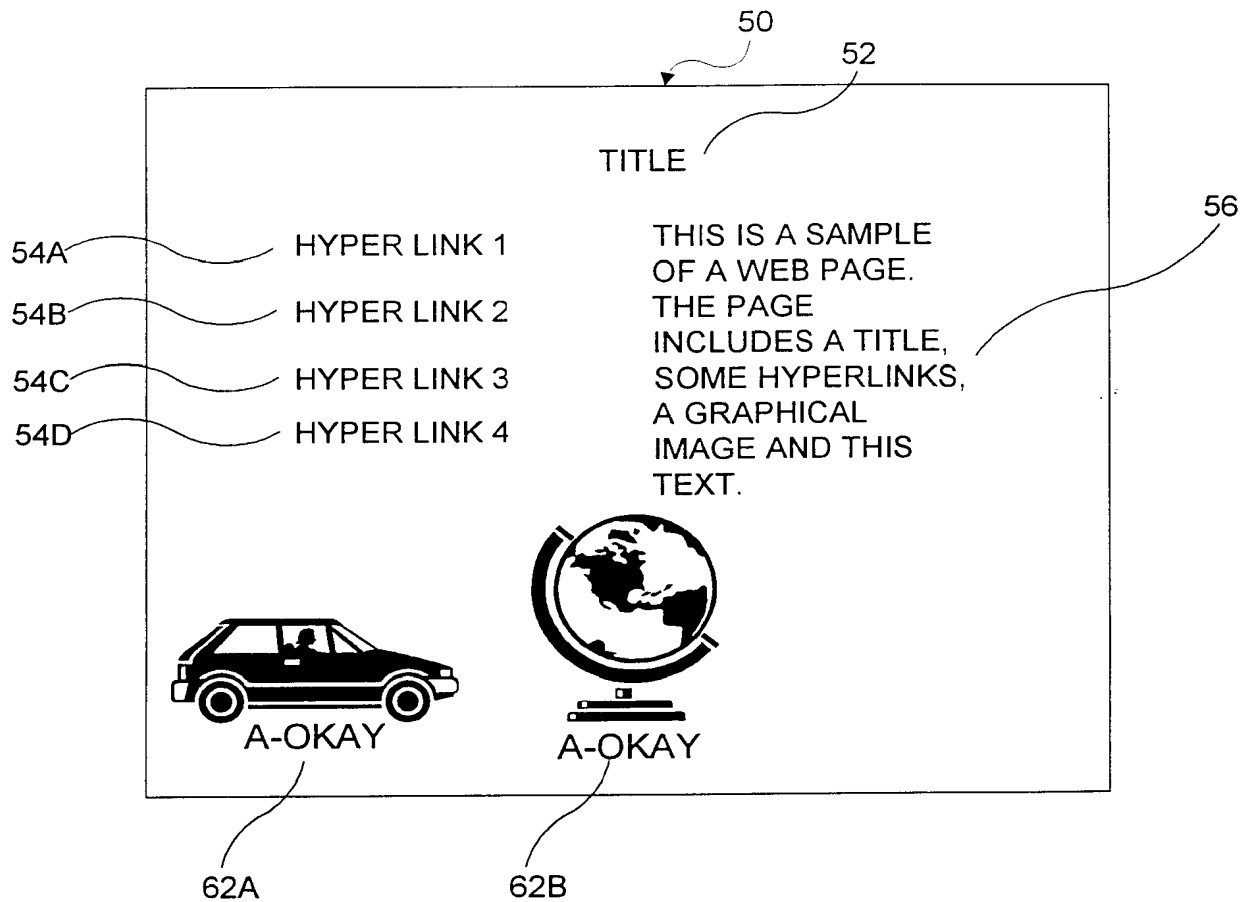 50
52
TITLE
56
54A
HYPER LINK 1
54B
HYPER LINK 2
54C
HYPER LINK 3
54D
HYPER LINK 4
THIS IS A SAMPLE
OF A WEB PAGE.
THE PAGE
INCLUDES A TITLE,
SOME HYPERLINKS,
A GRAPHICAL
IMAGE AND THIS
TEXT.
A-OKAY
A-OKAY
62A
62B